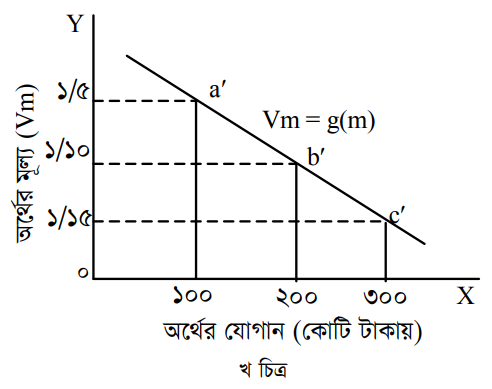 Y
১/৫
a′
Vm = g(m)
১/১০
b′
১/১৫
c′
অর্থের মূল্য (Vm)
০
১০০
২০০
৩০০
X
অর্থের যোগান (কোটি টাকায়)
খ চিত্র